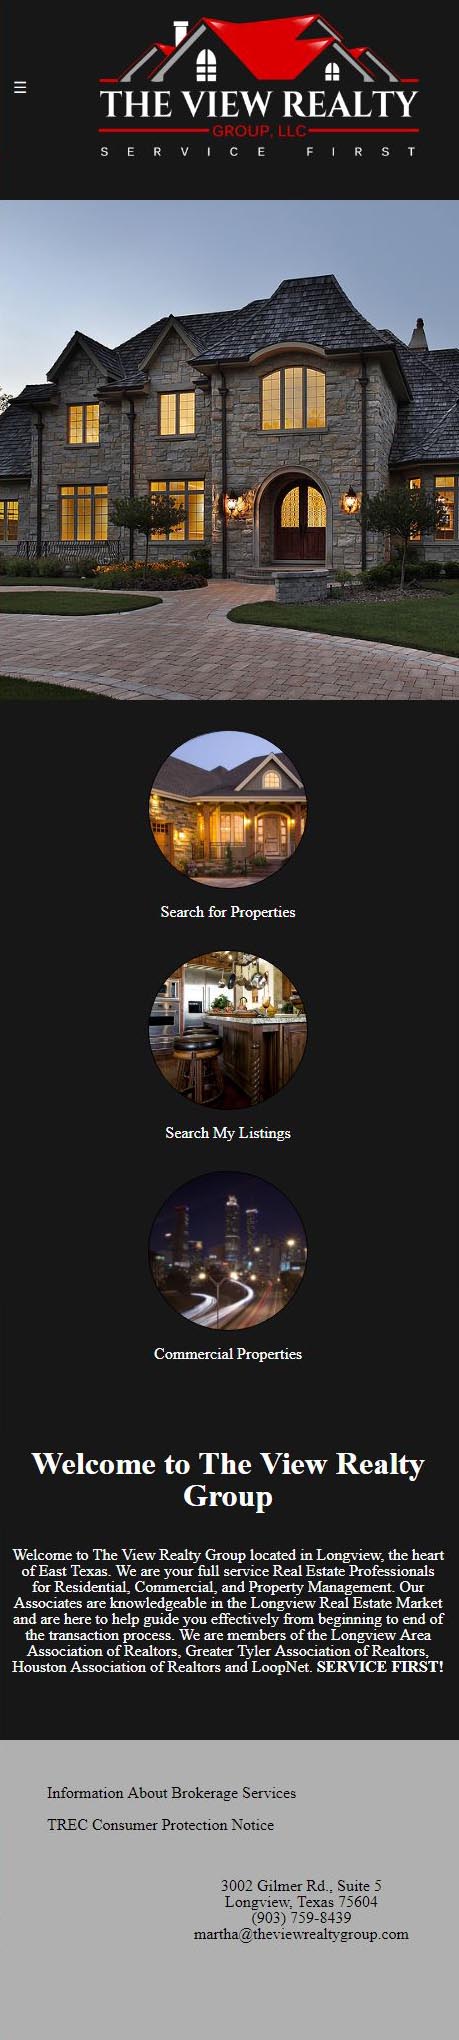 ☰
THE VIEW REALTY
GROUP, LLC
SERVICE FIRST
Search for Properties
Search My Listings
Commercial Properties
Welcome to The View Realty
Group
Welcome to The View Realty Group located in Longview, the heart
of East Texas. We are your full service Real Estate Professionals
for Residential, Commercial, and Property Management. Our
Associates are knowledgeable in the Longview Real Estate Market
and are here to help guide you effectively from beginning to end of
the transaction process. We are members of the Longview Area
Association of Realtors, Greater Tyler Association of Realtors,
Houston Association of Realtors and LoopNet. SERVICE FIRST!
Information About Brokerage Services
TREC Consumer Protection Notice
3002 Gilmer Rd., Suite 5
Longview, Texas 75604
(903) 759-8439
martha@theviewrealtygroup.com